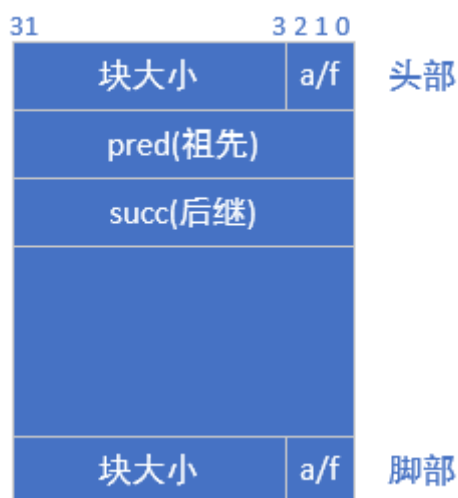 31 3 2 1 0
块大小 a/f 头部
pred(祖先)
succ(后继)
块大小 a/f 脚部